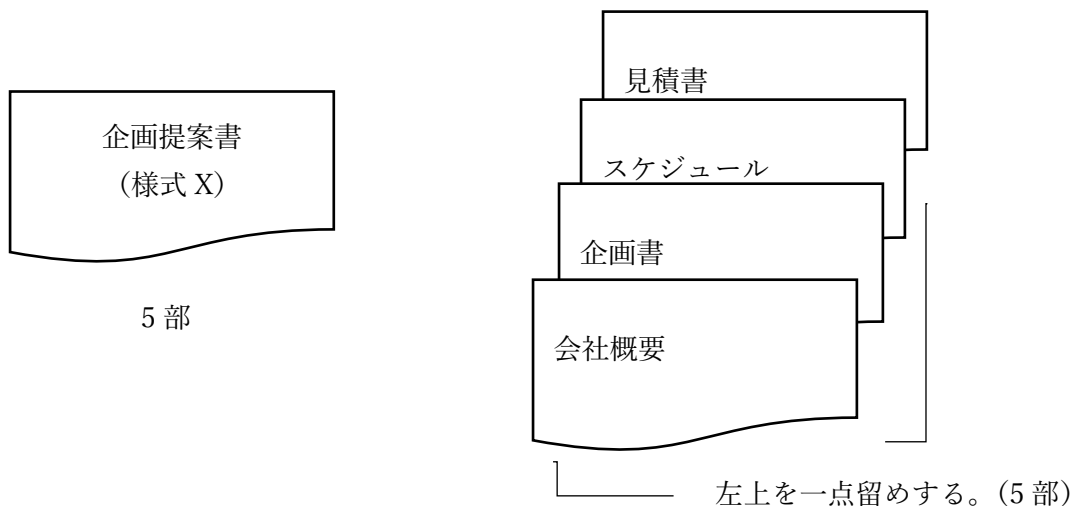 企画提案書
（様式 X）
5 部
見積書
スケジュール
企画書
会社概要
左上を一点留めする。（5 部）